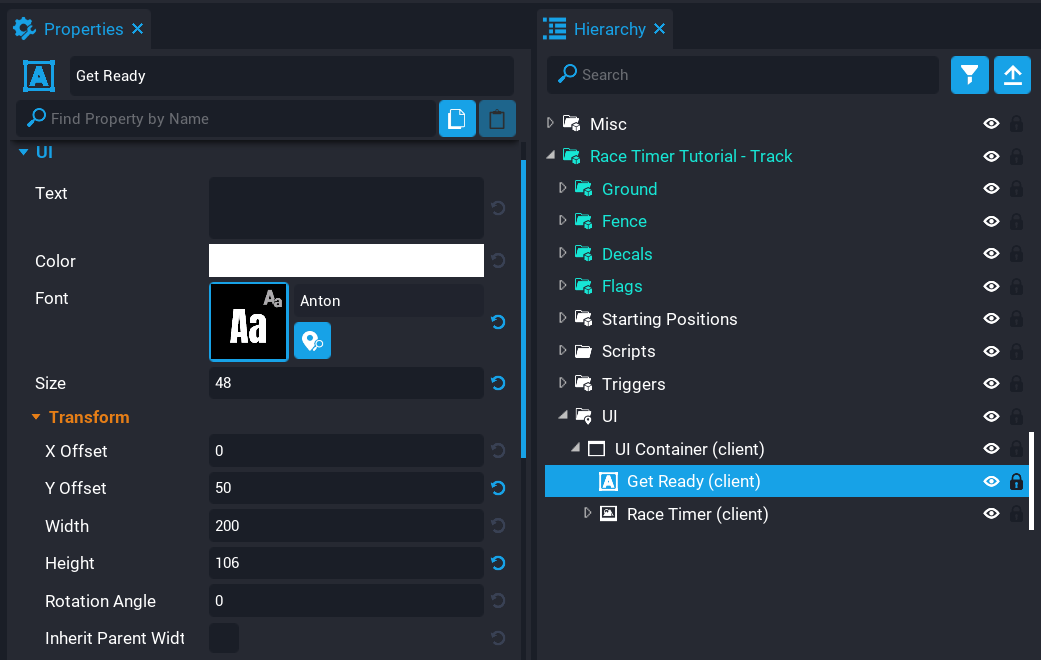 Properties
Get Ready
Find Property by Name
UI
Text
Color
Font
Aa
Aa
Anton
Size
48
Transform
X Offset
0
Y Offset
50
Width
200
Height
106
Rotation Angle
0
Inherit Parent Widt
Hierarchy
Search
Misc
Race Timer Tutorial - Track
Ground
Fence
Decals
Flags
Starting Positions
Scripts
Triggers
UI
UI Container (client)
A Get Ready (client)
Race Timer (client)